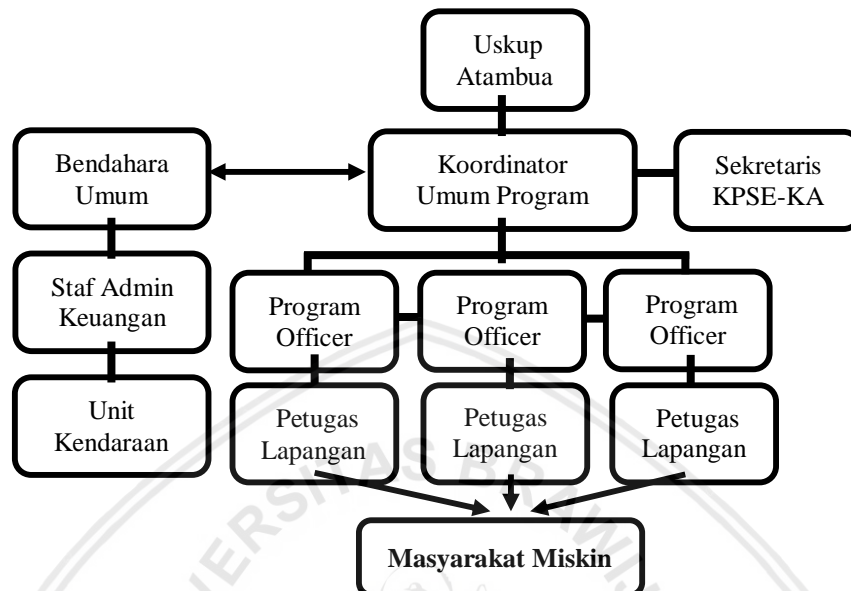 Uskup
Atambua
Bendahara
Umum
Koordinator
Umum Program
Sekretaris
KPSE-KA
Staf Admin
Keuangan
Program
Officer
Program
Officer
Program
Officer
Unit
Kendaraan
Petugas
Lapangan
Petugas
Lapangan
Petugas
Lapangan
Masyarakat Miskin